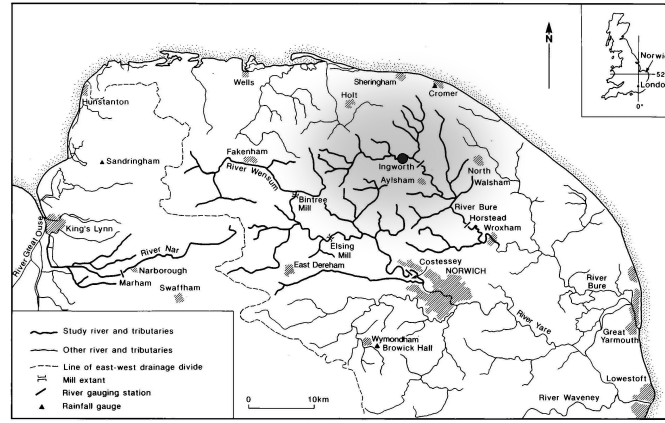 N
Norwich
52°
London
0°
Wells
Sheringham
Cromer
Holt
Hunstanton
Sandringham
Fakenham
River Wensum
Ingworth
Aylsham
North
Walsham
Bintree
Mill
River Bure
Horstead
Wroxham
River Great Ouse
King's Lynn
River Nar
Elsing
Mill
Narborough
Marham
Swaffham
East Dereham
Costessey
NORWICH
River
Bure
River Yare
Great
Yarmouth
Wymondham
Browick Hall
Lowestoft
River Waveney
Study river and tributaries
Other river and tributaries
Line of east-west drainage divide
Mill extant
River gauging station
Rainfall gauge
0
10km